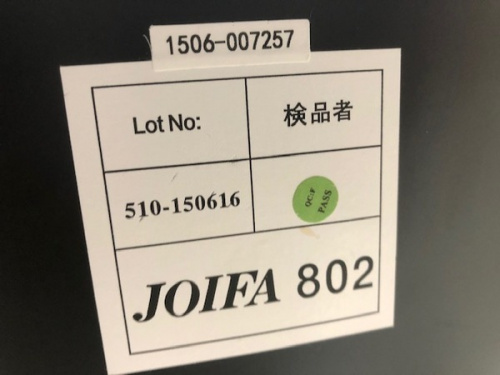 1506-007257
Lot No:
検品者
510-150616
QC:F
PASS
JOIFA 802